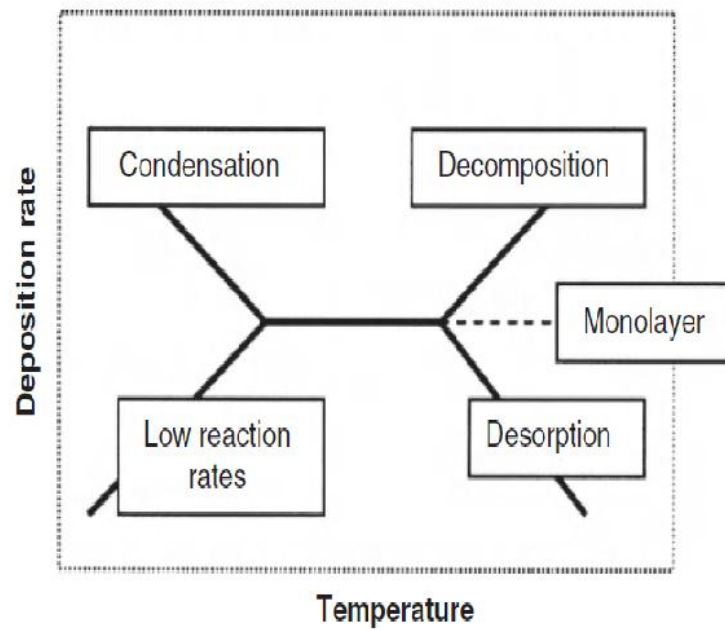 Condensation
Decomposition
Deposition rate
Monolayer
Low reaction
rates
Desorption
Temperature